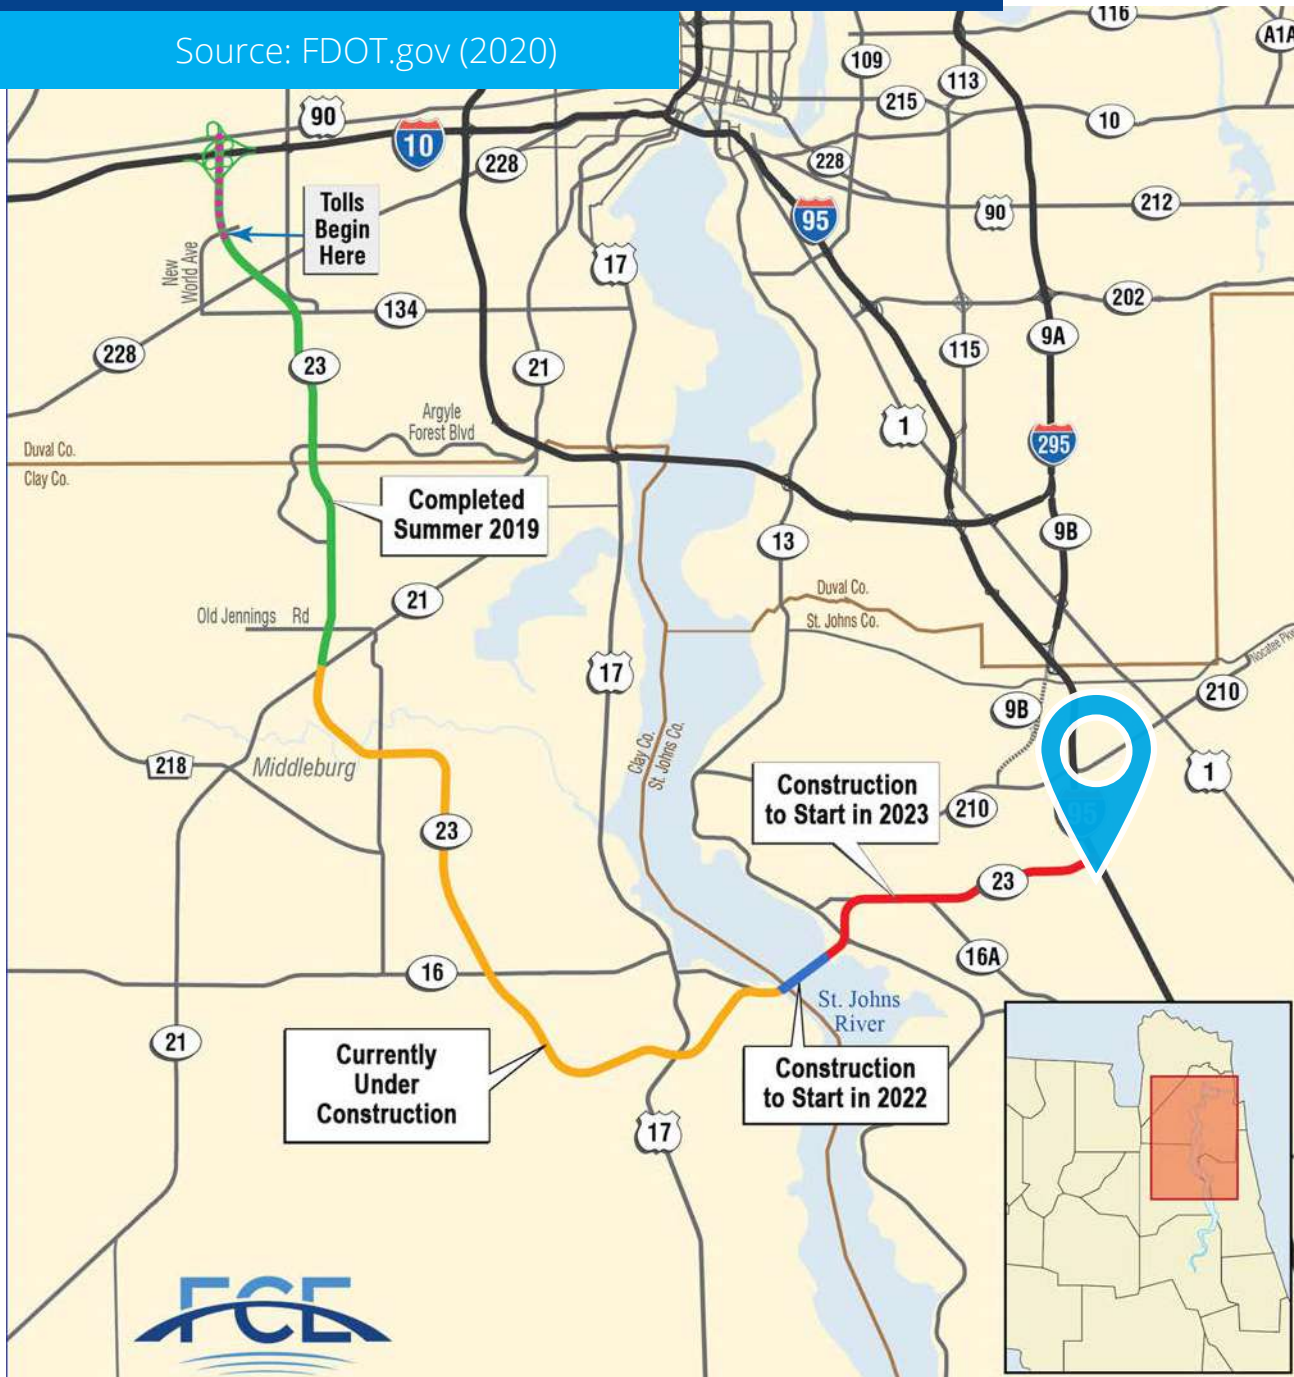 Source: FDOT.gov (2020)
116
A1A
109
113
90
10
215
10
228
228
Tolls
Begin
Here
95
90
212
New
World Ave
17
134
202
228
23
21
115
9A
Argyle
Forest Blvd
1
295
Duval Co.
Clay Co.
Completed
Summer 2019
13
9B
21
Old Jennings Rd
Duval Co.
St. Johns Co.
Nocatee Pkwy
17
210
9B
218
Middleburg
Clay Co.
St. Johns Co.
Construction
to Start in 2023
1
210
95
23
23
16
16A
St. Johns
River
21
Currently
Under
Construction
Construction
to Start in 2022
17
FCE